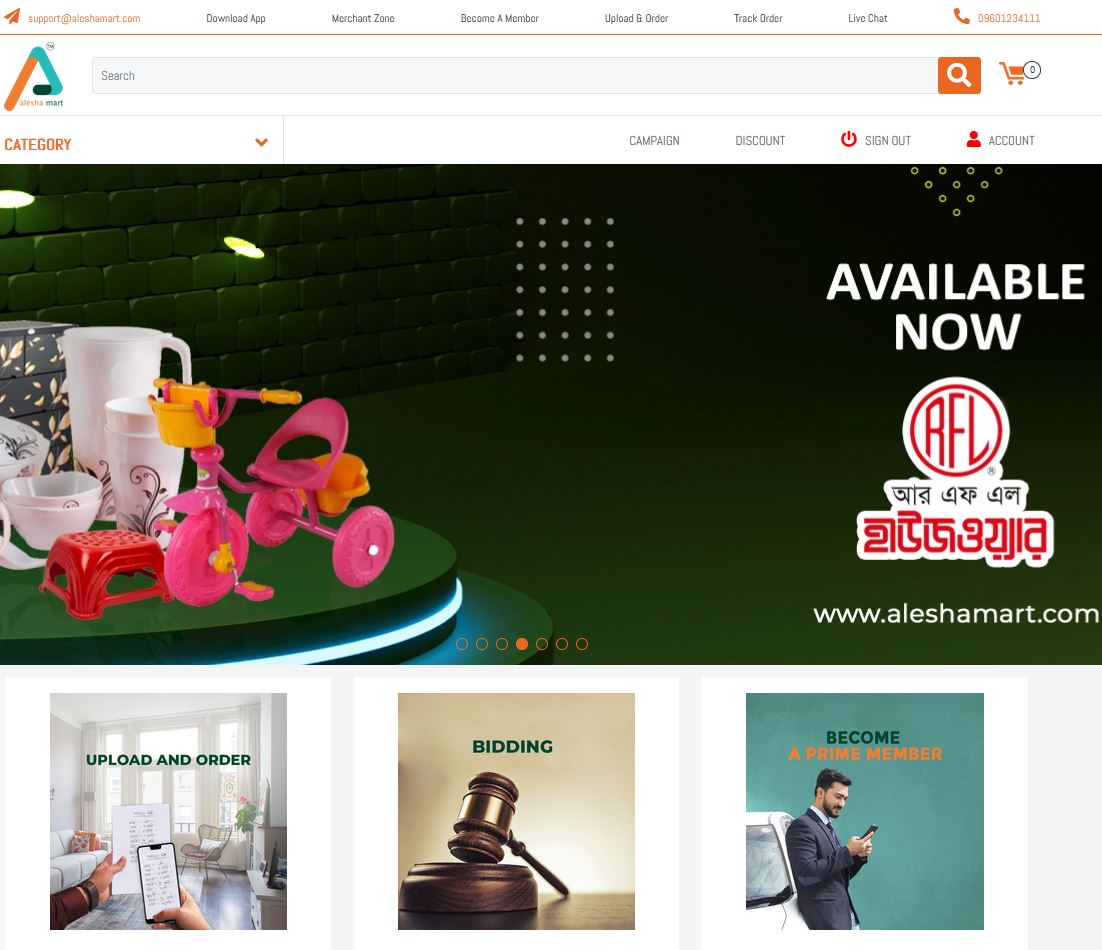 support@aleshamart.com Download App Merchant Zone Become A Member Upload & Order Track Order Live Chat 09601234111
TM
alesha mart
Search
0
CATEGORY CAMPAIGN DISCOUNT SIGN OUT ACCOUNT
AVAILABLE
NOW
RFL
®
আর এফ এল
হাউজওয়্যার
www.aleshamart.com
UPLOAD AND ORDER
BIDDING
BECOME
A PRIME MEMBER